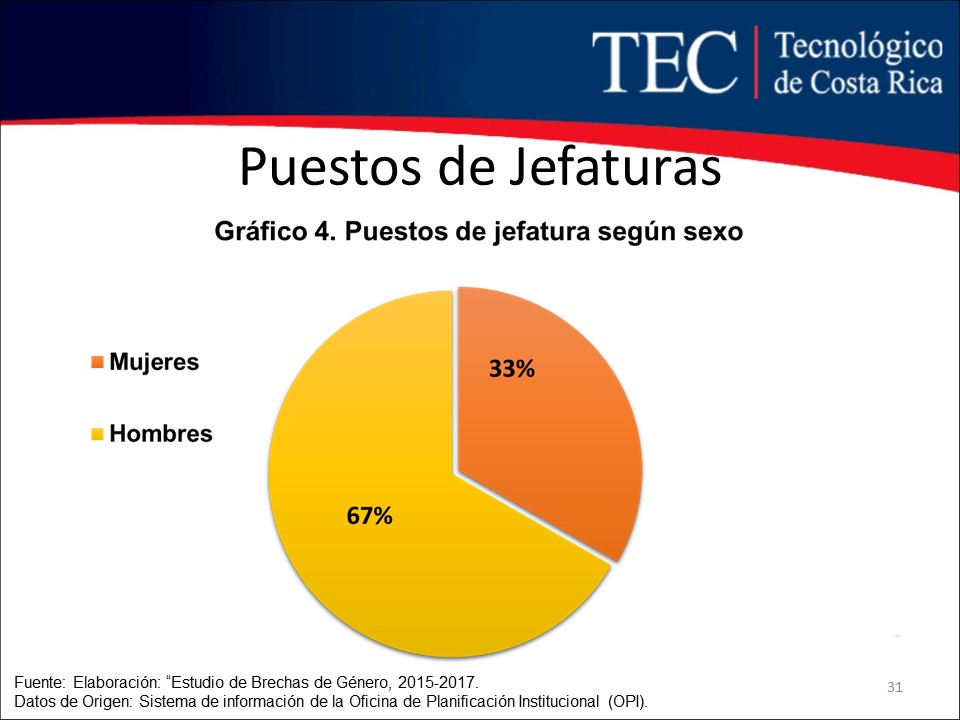 TEC
Tecnológico
de Costa Rica
Puestos de Jefaturas
Gráfico 4. Puestos de jefatura según sexo
Mujeres
Hombres
33%
67%
Fuente: Elaboración: “Estudio de Brechas de Género, 2015-2017.
Datos de Origen: Sistema de información de la Oficina de Planificación Institucional (OPI).
31